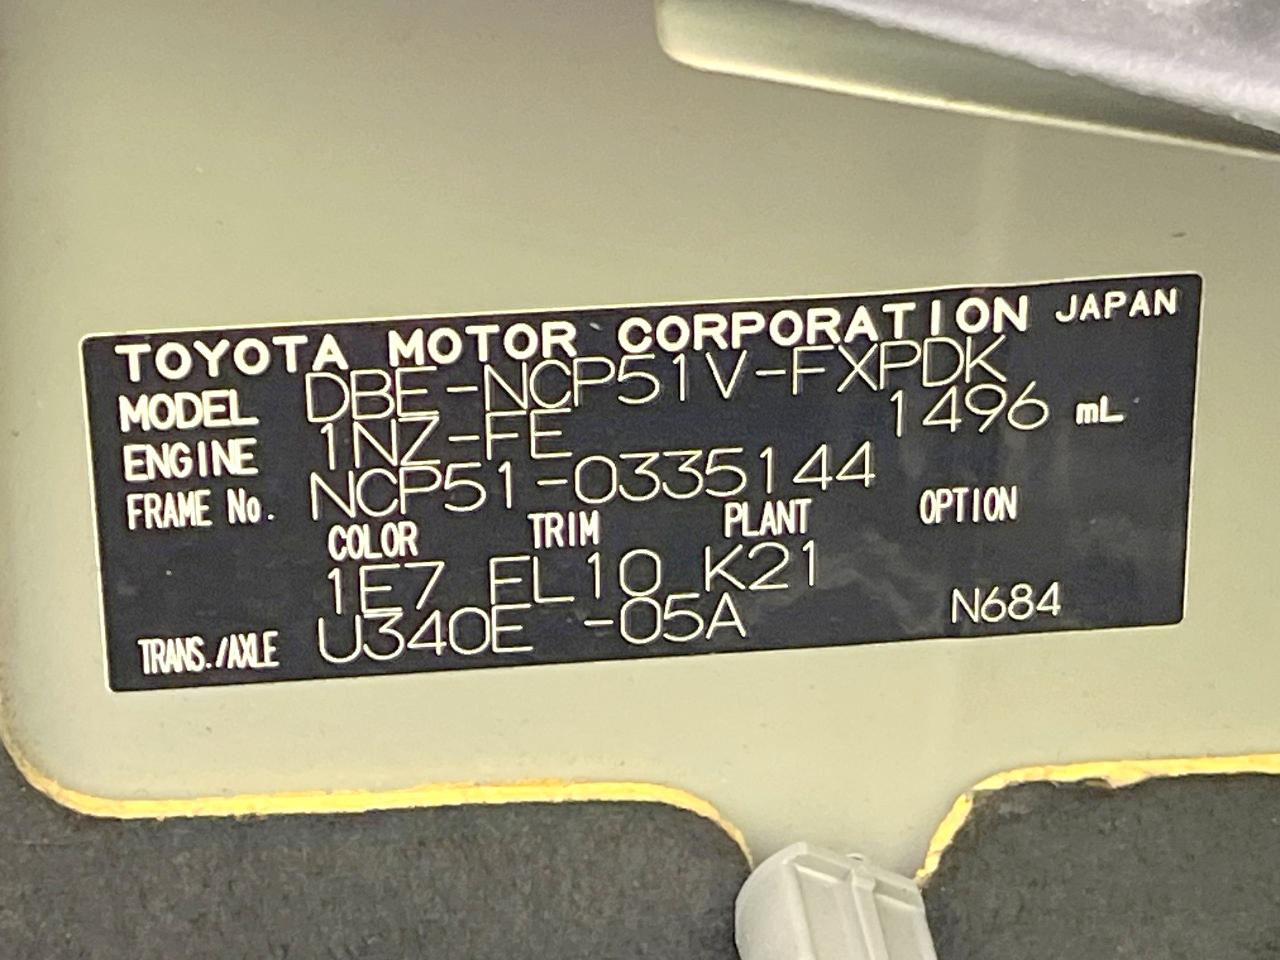 TOYOTA MOTOR CORPORATION JAPAN
MODEL DBE-NCP51V-FXPDK
ENGINE 1NZ-FE 1496 mL
FRAME No. NCP51-0335144
COLOR TRIM PLANT OPTION
1E7 FL10 K21
TRANS./AXLE U340E -05A N684